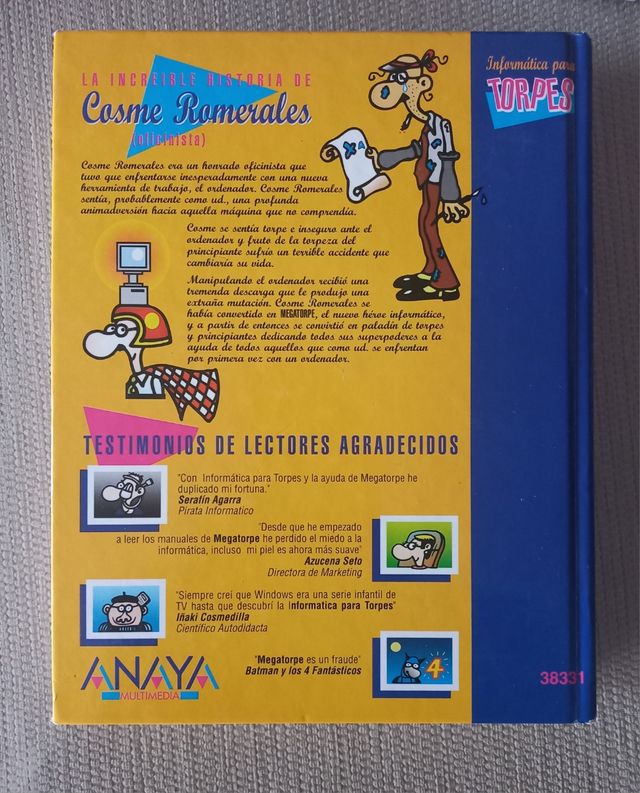 LA INCREIBLE HISTORIA DE
Cosme Romerales
(oficinista)
Informática para
TORPES
XA
Cosme Romerales era un honrado oficinista que
tuvo que enfrentarse inesperadamente con una nueva
herramienta de trabajo, el ordenador. Cosme Romerales
sentía, probablemente como ud., una profunda
animadversión hacia aquella máquina que no comprendía.
Cosme se sentía torpe e inseguro ante el
ordenador y fruto de la torpeza del
principiante sufrío un terrible accidente que
cambiaría su vida.
Manipulando el ordenador recibió una
tremenda descarga que le produjo una
extraña mutación. Cosme Romerales se
había convertido en MEGATORPE, el nuevo héroe informático,
y a partir de entonces se convirtió en paladín de torpes
y principiantes dedicando todos sus superpoderes a la
ayuda de todos aquellos que como ud. se enfrentan
por primera vez con un ordenador.
TESTIMONIOS DE LECTORES AGRADECIDOS
"Con Informática para Torpes y la ayuda de Megatorpe he
duplicado mi fortuna."
Serafín Agarra
Pirata Informatico
"Desde que he empezado
a leer los manuales de Megatorpe he perdido el miedo a la
informática, incluso mi piel es ahora más suave"
Azucena Seto
Directora de Marketing
"Siempre creí que Windows era una serie infantil de
TV hasta que descubrí la Informatica para Torpes"
Iñaki Cosmedilla
Científico Autodidacta
"Megatorpe es un fraude"
Batman y los 4 Fantásticos
4
ANAYA
MULTIMEDIA
38331